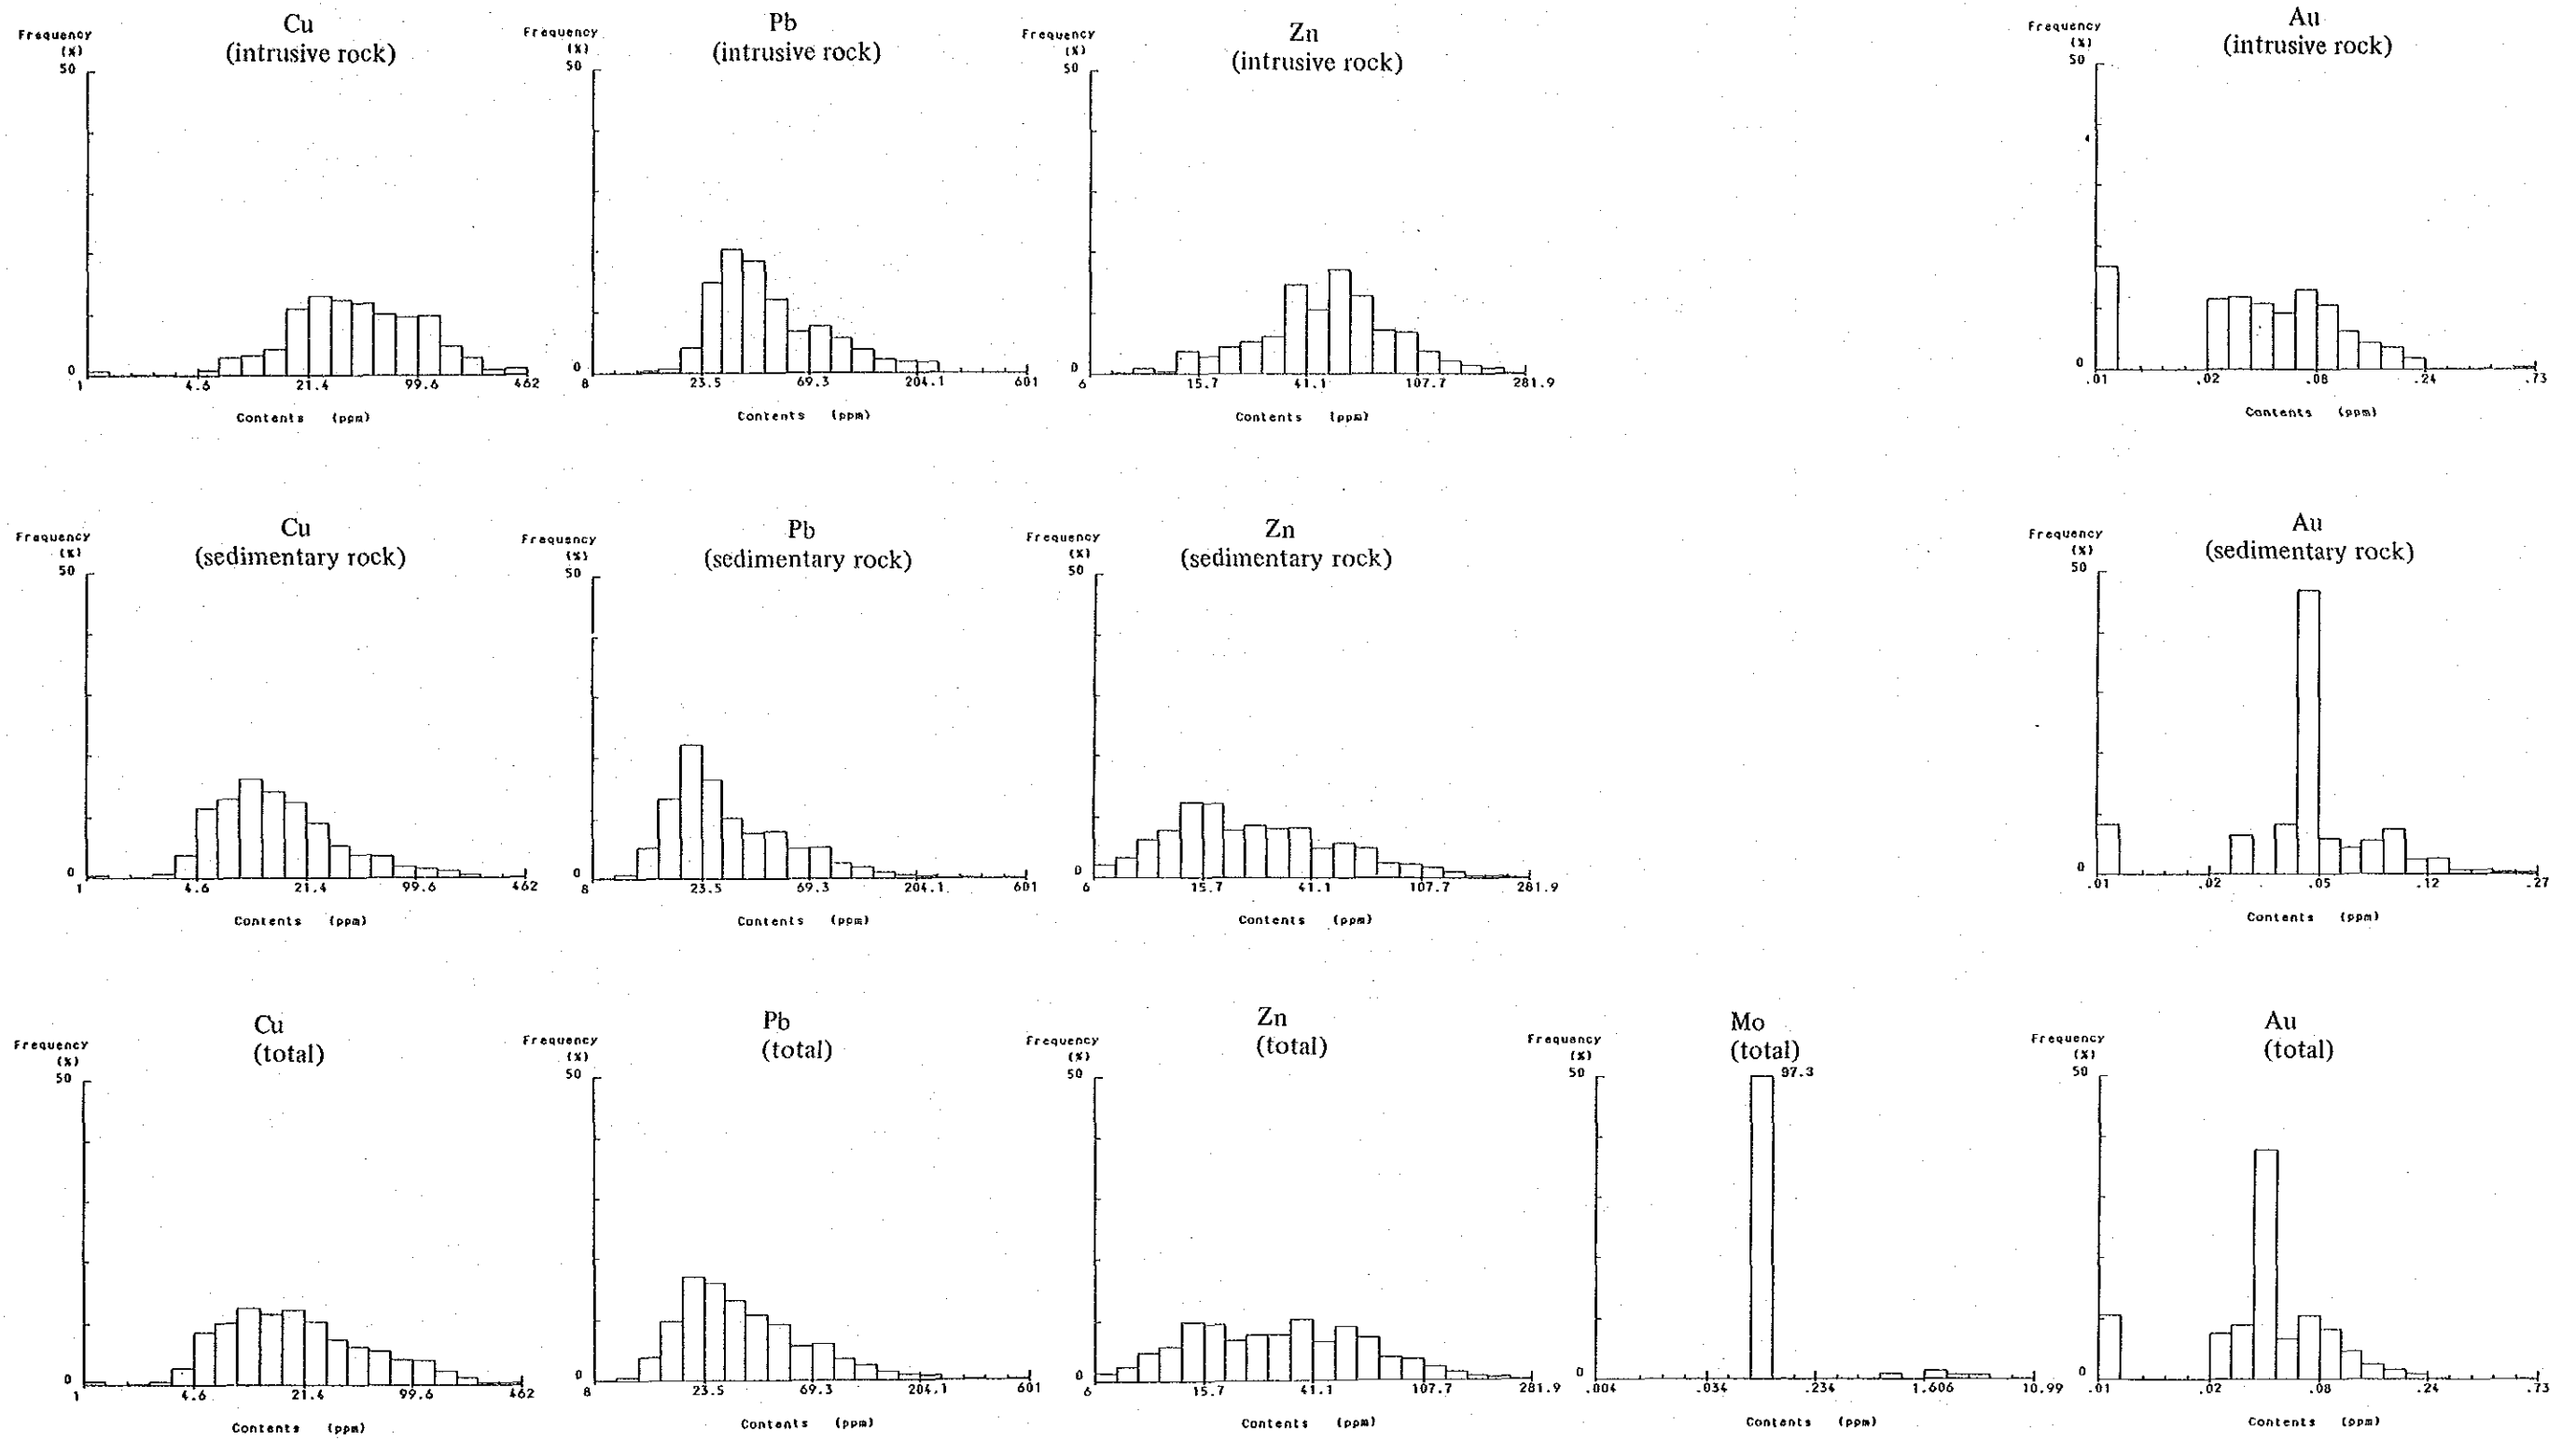 Cu
(intrusive rock)
Frequency
(%)
50
0
1 4.6 21.4 99.6 462
Contents (ppm)
Pb
(intrusive rock)
Frequency
(%)
50
0
8 23.5 69.3 204.1 601
Contents (ppm)
Zn
(intrusive rock)
Frequency
(%)
50
0
6 15.7 41.1 107.7 281.9
Contents (ppm)
Au
(intrusive rock)
Frequency
(%)
50
0
.01 .02 .08 .24 .73
Contents (ppm)
Cu
(sedimentary rock)
Frequency
(%)
50
0
1 4.6 21.4 99.6 462
Contents (ppm)
Pb
(sedimentary rock)
Frequency
(%)
50
0
8 23.5 69.3 204.1 601
Contents (ppm)
Zn
(sedimentary rock)
Frequency
(%)
50
0
6 15.7 41.1 107.7 281.9
Contents (ppm)
Au
(sedimentary rock)
Frequency
(%)
50
0
.01 .02 .05 .12 .27
Contents (ppm)
Cu
(total)
Frequency
(%)
50
0
1 4.6 21.4 99.6 462
Contents (ppm)
Pb
(total)
Frequency
(%)
50
0
8 23.5 69.3 204.1 601
Contents (ppm)
Zn
(total)
Frequency
(%)
50
0
6 15.7 41.1 107.7 281.9
Contents (ppm)
Mo
(total)
Frequency
(%)
50
97.3
0
.004 .034 .234 1.606 10.99
Contents (ppm)
Au
(total)
Frequency
(%)
50
0
.01 .02 .08 .24 .73
Contents (ppm)